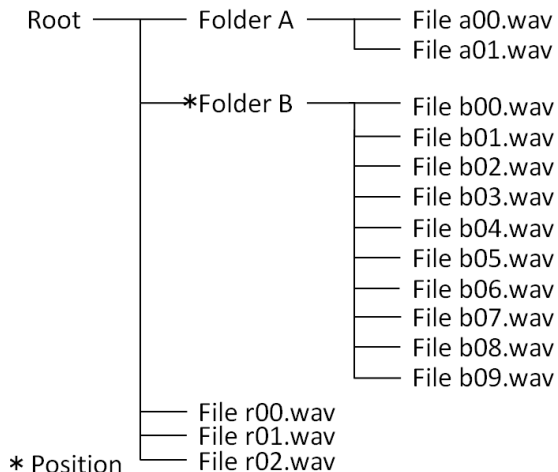 Root Folder A File a00.wav
File a01.wav
*Folder B File b00.wav
File b01.wav
File b02.wav
File b03.wav
File b04.wav
File b05.wav
File b06.wav
File b07.wav
File b08.wav
File b09.wav
File r00.wav
File r01.wav
* Position File r02.wav